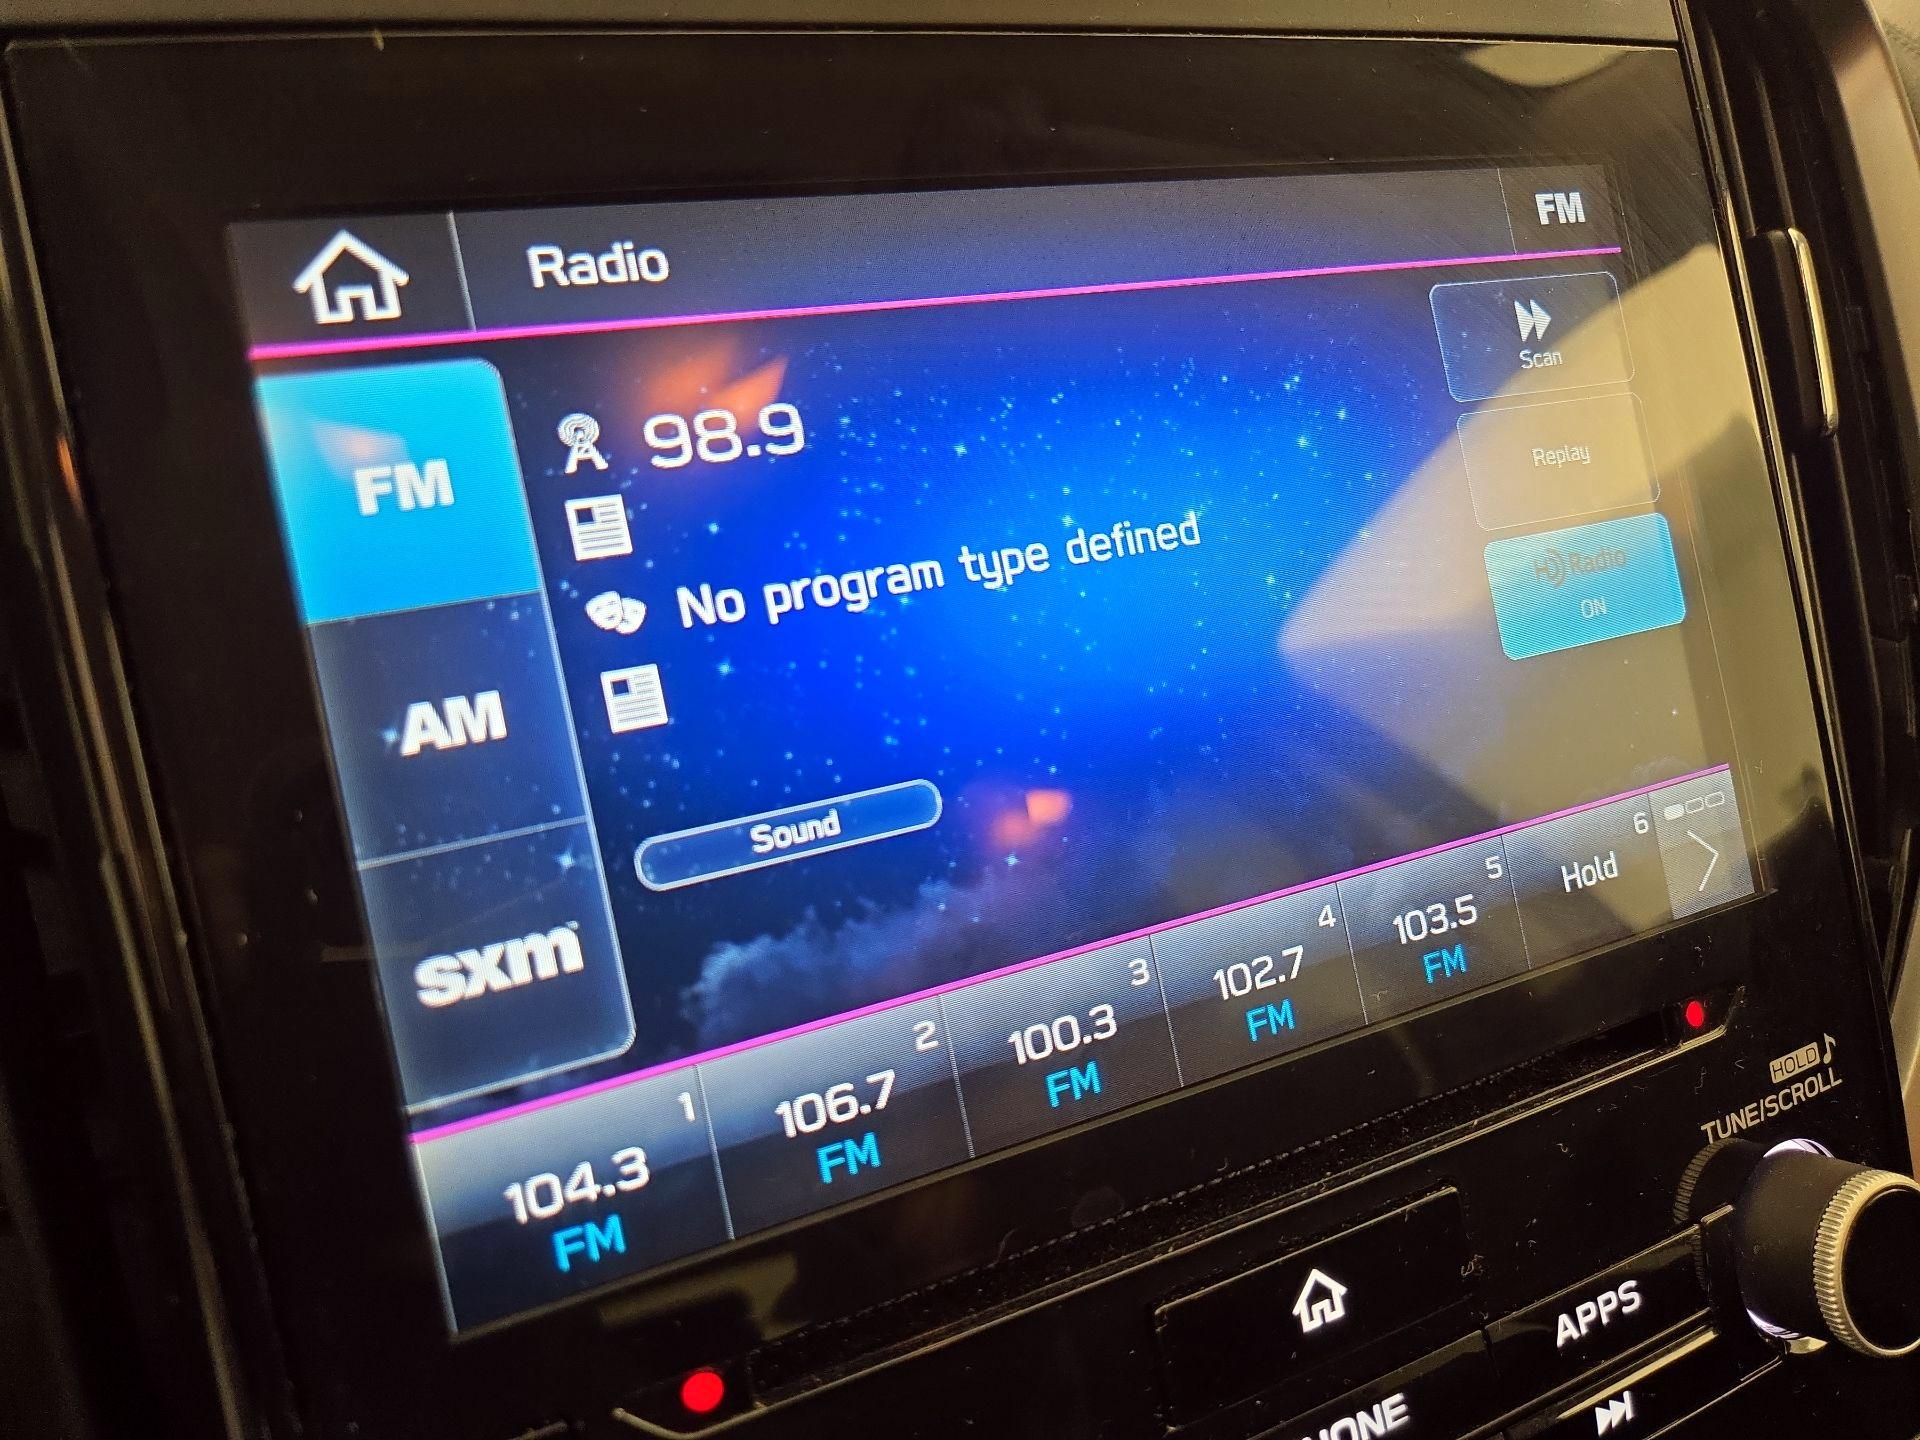 Radio
FM
Scan
FM
98.9
Replay
No program type defined
HD Radio
ON
AM
Sound
sxm
1
104.3
FM
2
106.7
FM
3
100.3
FM
4
102.7
FM
5
103.5
FM
6
Hold
HOLD
TUNE/SCROLL
APPS